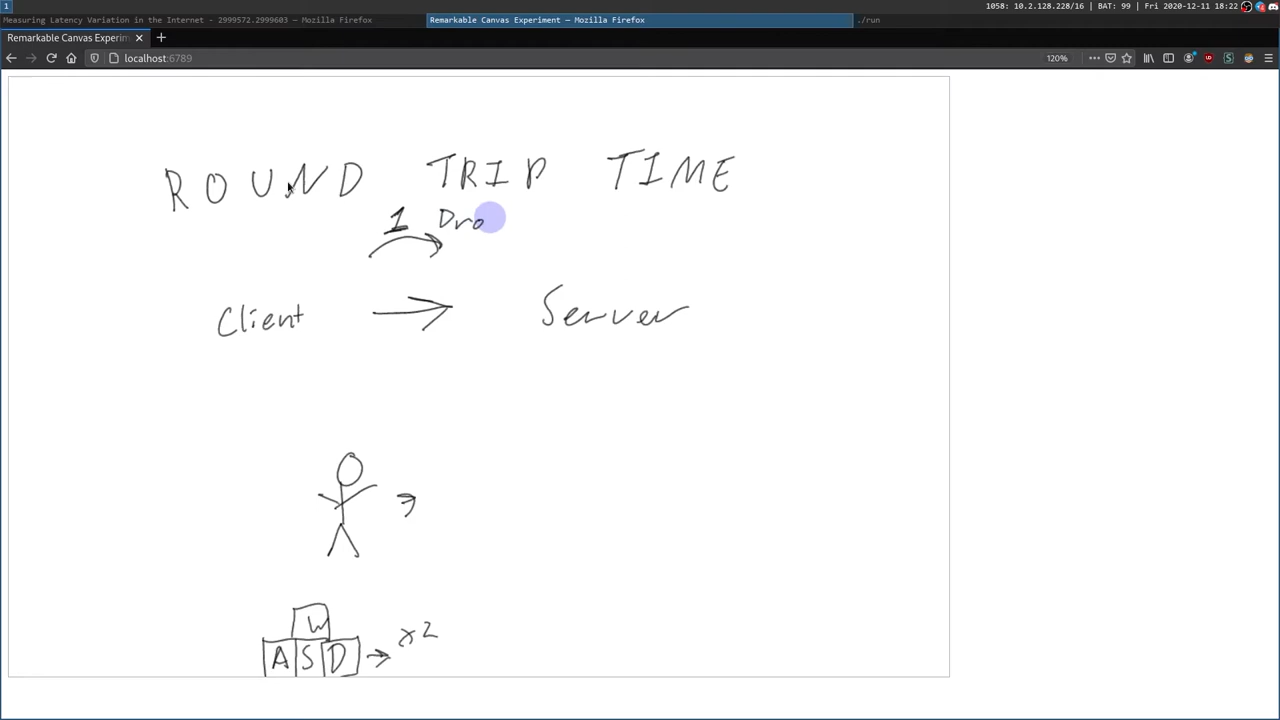 1
1058: 10.2.128.228/16 | BAT: 99 | Fri 2020-12-11 18:22
Measuring Latency Variation in the Internet - 2999572.2999603 — Mozilla Firefox
Remarkable Canvas Experiment — Mozilla Firefox
./run
Remarkable Canvas Experim
localhost:6789
120%
ROUND TRIP TIME
1 Dro
Client → Server
W
A S D → x2